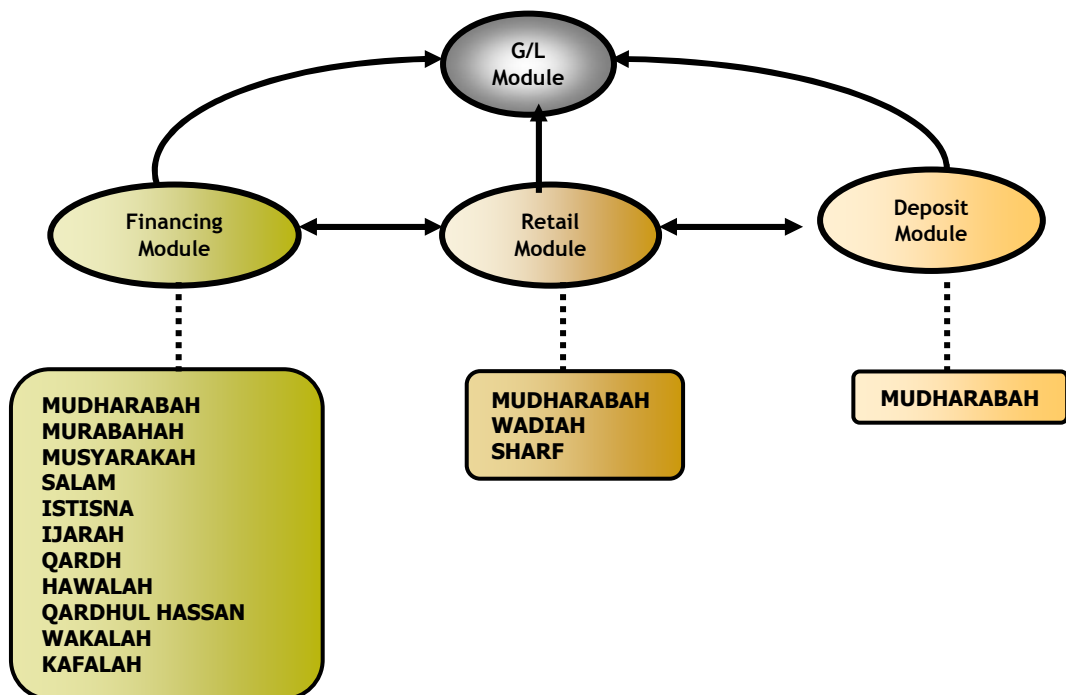 G/L
Module
Financing
Module
Retail
Module
Deposit
Module
MUDHARABAH
MURABAHAH
MUSYARAKAH
SALAM
ISTISNA
IJARAH
QARDH
HAWALAH
QARDHUL HASSAN
WAKALAH
KAFALAH
MUDHARABAH
WADIAH
SHARF
MUDHARABAH